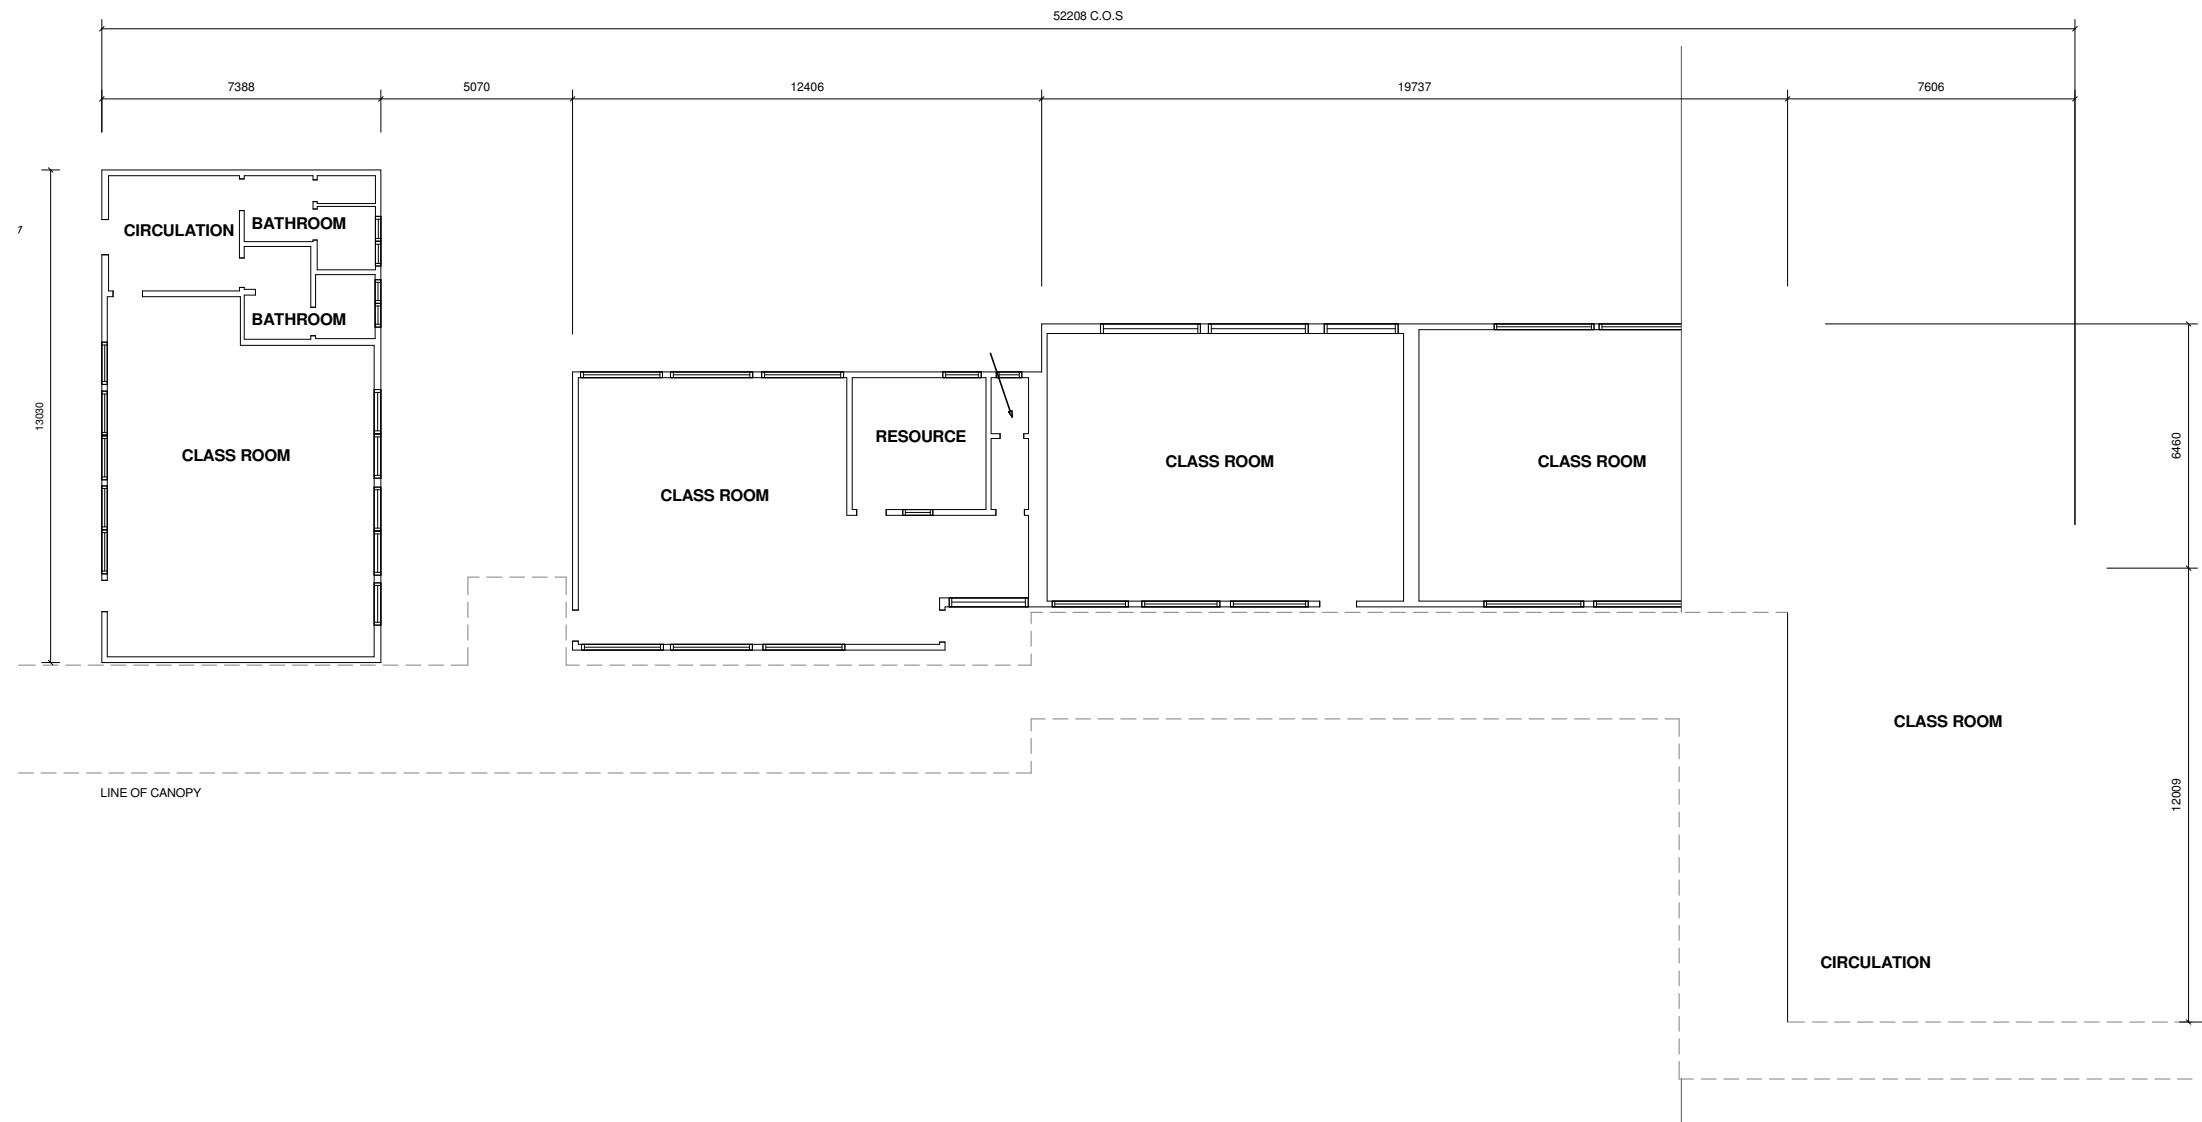 52208 C.O.S
7388
5070
12406
19737
7606
CIRCULATION
BATHROOM
BATHROOM
13030
CLASS ROOM
CLASS ROOM
RESOURCE
CLASS ROOM
CLASS ROOM
6460
CLASS ROOM
12009
LINE OF CANOPY
CIRCULATION